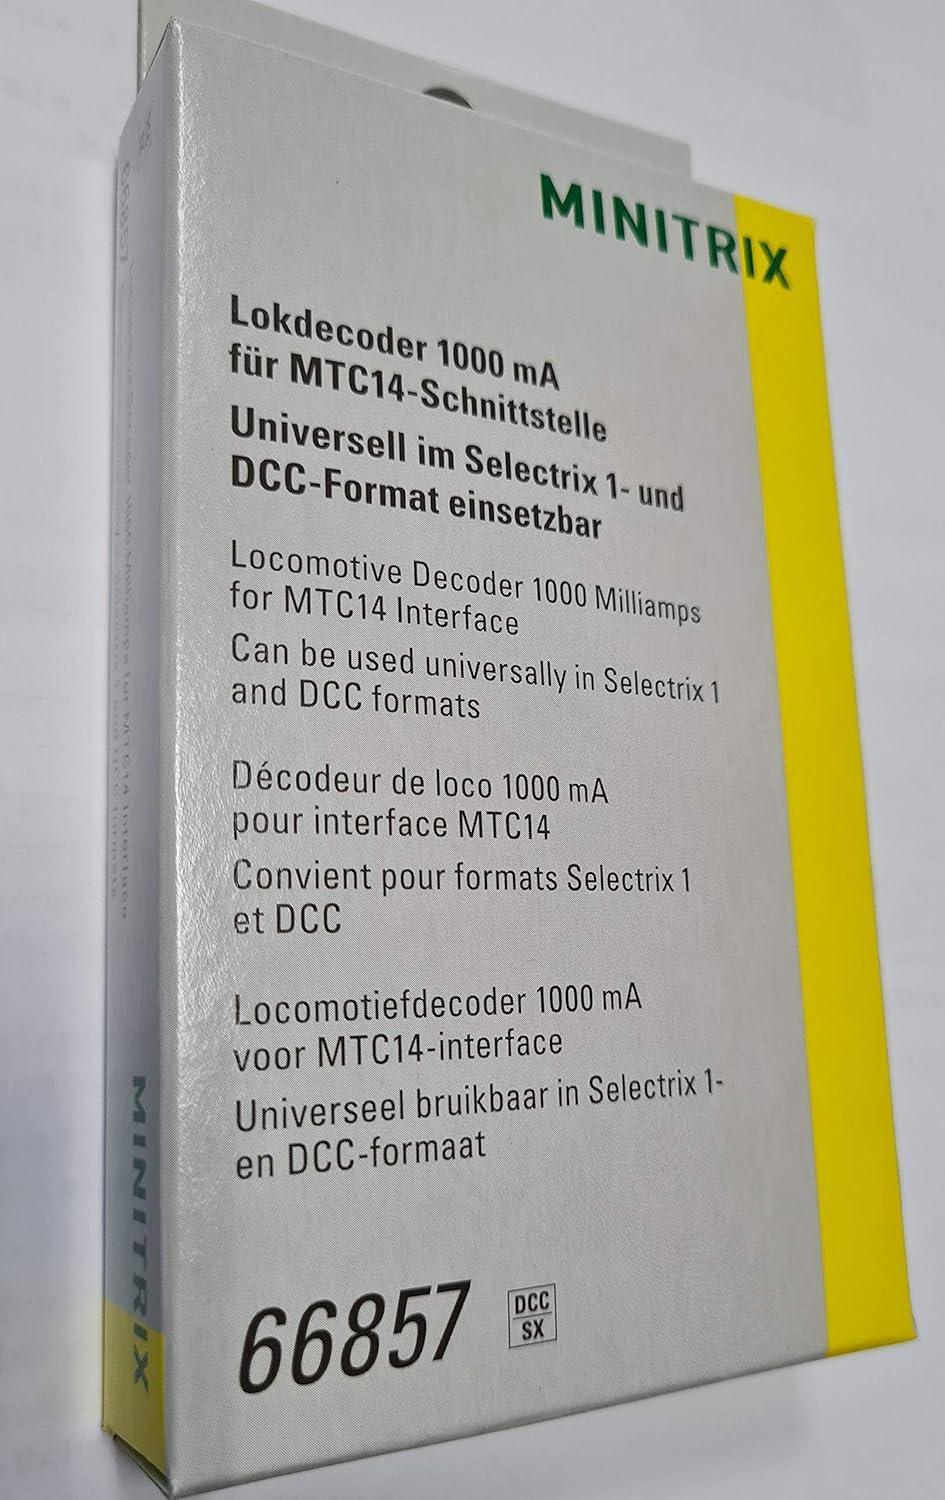 MINITRIX
Lokdecoder 1000 mA
für MTC14-Schnittstelle
Universell im Selectrix 1- und
DCC-Format einsetzbar
Locomotive Decoder 1000 Milliamps
for MTC14 Interface
Can be used universally in Selectrix 1
and DCC formats
Décodeur de loco 1000 mA
pour interface MTC14
Convient pour formats Selectrix 1
et DCC
Locomotiefdecoder 1000 mA
voor MTC14-interface
Universeel bruikbaar in Selectrix 1-
en DCC-formaat
66857
DCC
SX
MINITRIX
66857